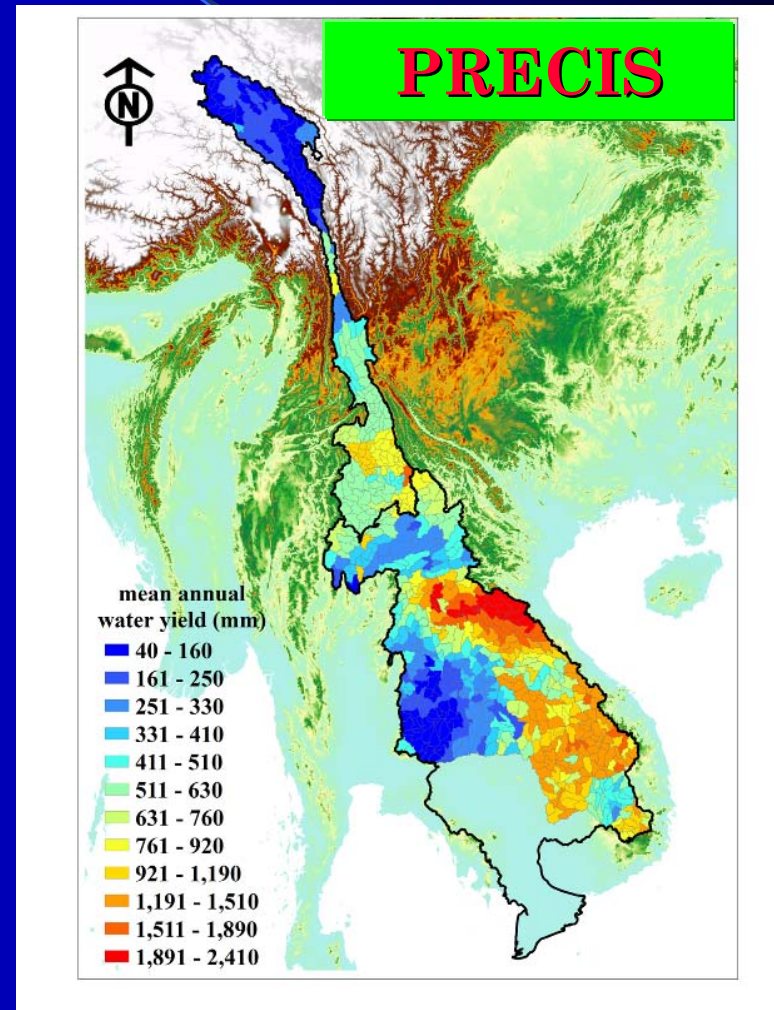 PRECIS
N
mean annual
water yield (mm)
40 - 160
161 - 250
251 - 330
331 - 410
411 - 510
511 - 630
631 - 760
761 - 920
921 - 1,190
1,191 - 1,510
1,511 - 1,890
1,891 - 2,410